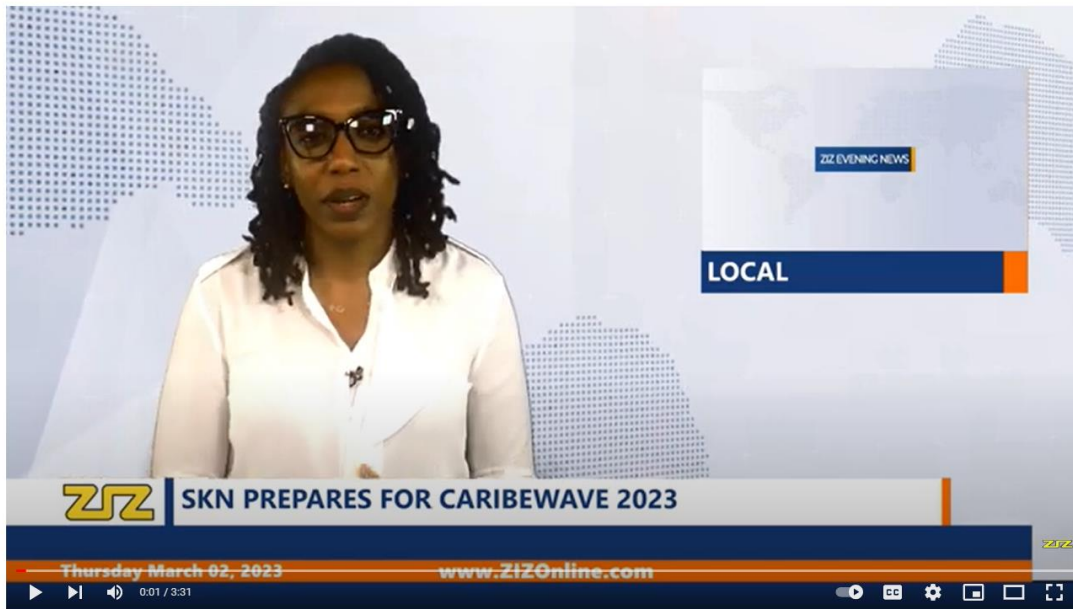 ZIZ EVENING NEWS
LOCAL
ZIZ
SKN PREPARES FOR CARIBEWAVE 2023
ZIZ
Thursday March 02, 2023
www.ZIZOnline.com
0:01 / 3:31
CC